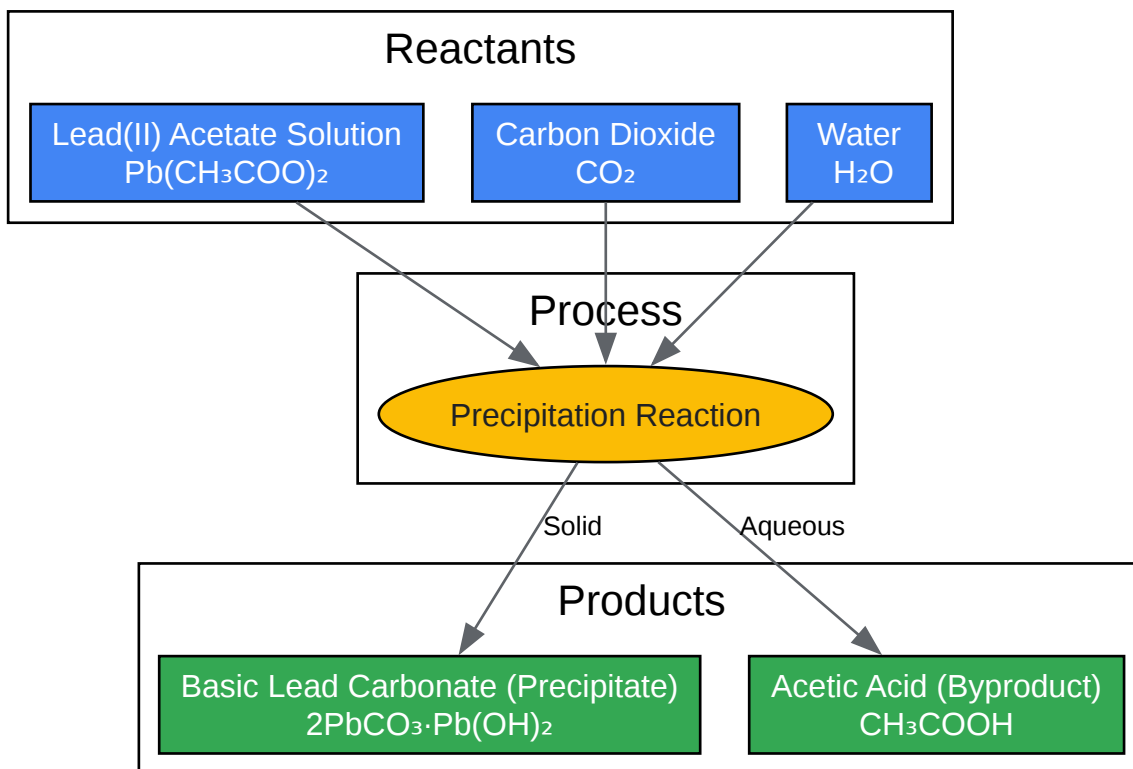 Reactants
Lead(II) Acetate Solution
Pb(CH₃COO)₂
Carbon Dioxide
CO₂
Water
H₂O
Process
Precipitation Reaction
Solid
Aqueous
Products
Basic Lead Carbonate (Precipitate)
2PbCO₃·Pb(OH)₂
Acetic Acid (Byproduct)
CH₃COOH